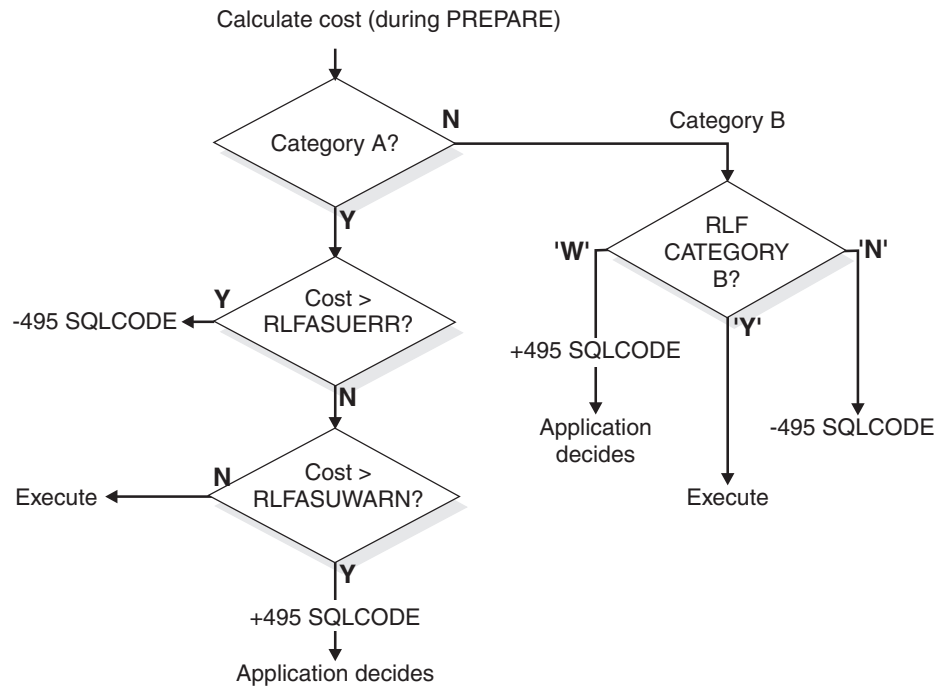 Calculate cost (during PREPARE)
Category A?
N
Category B
Y
RLF
CATEGORY
B?
'W'
'N'
'Y'
Cost >
RLFASUERR?
Y
-495 SQLCODE
N
+495 SQLCODE
Application
decides
-495 SQLCODE
Execute
Cost >
RLFASUWARN?
N
Execute
Y
+495 SQLCODE
Application decides